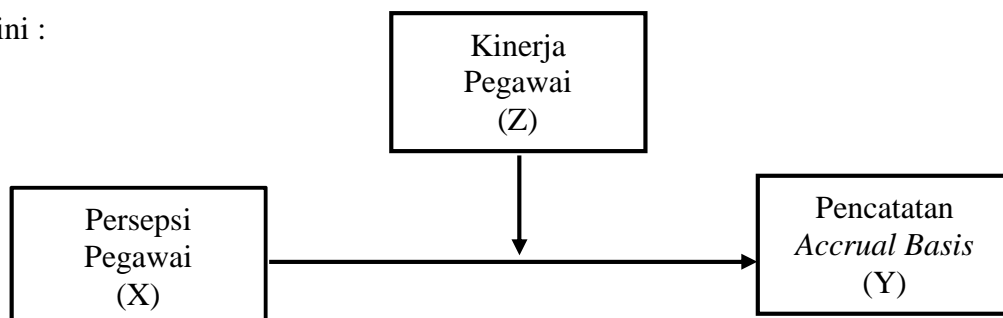 ini :
Kinerja
Pegawai
(Z)
Persepsi
Pegawai
(X)
Pencatatan
Accrual Basis
(Y)